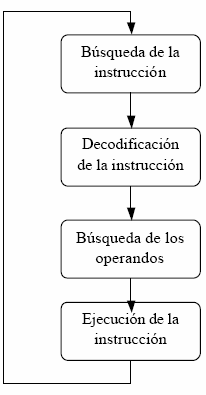 Búsqueda de la
instrucción
Decodificación
de la instrucción
Búsqueda de los
operandos
Ejecución de la
instrucción